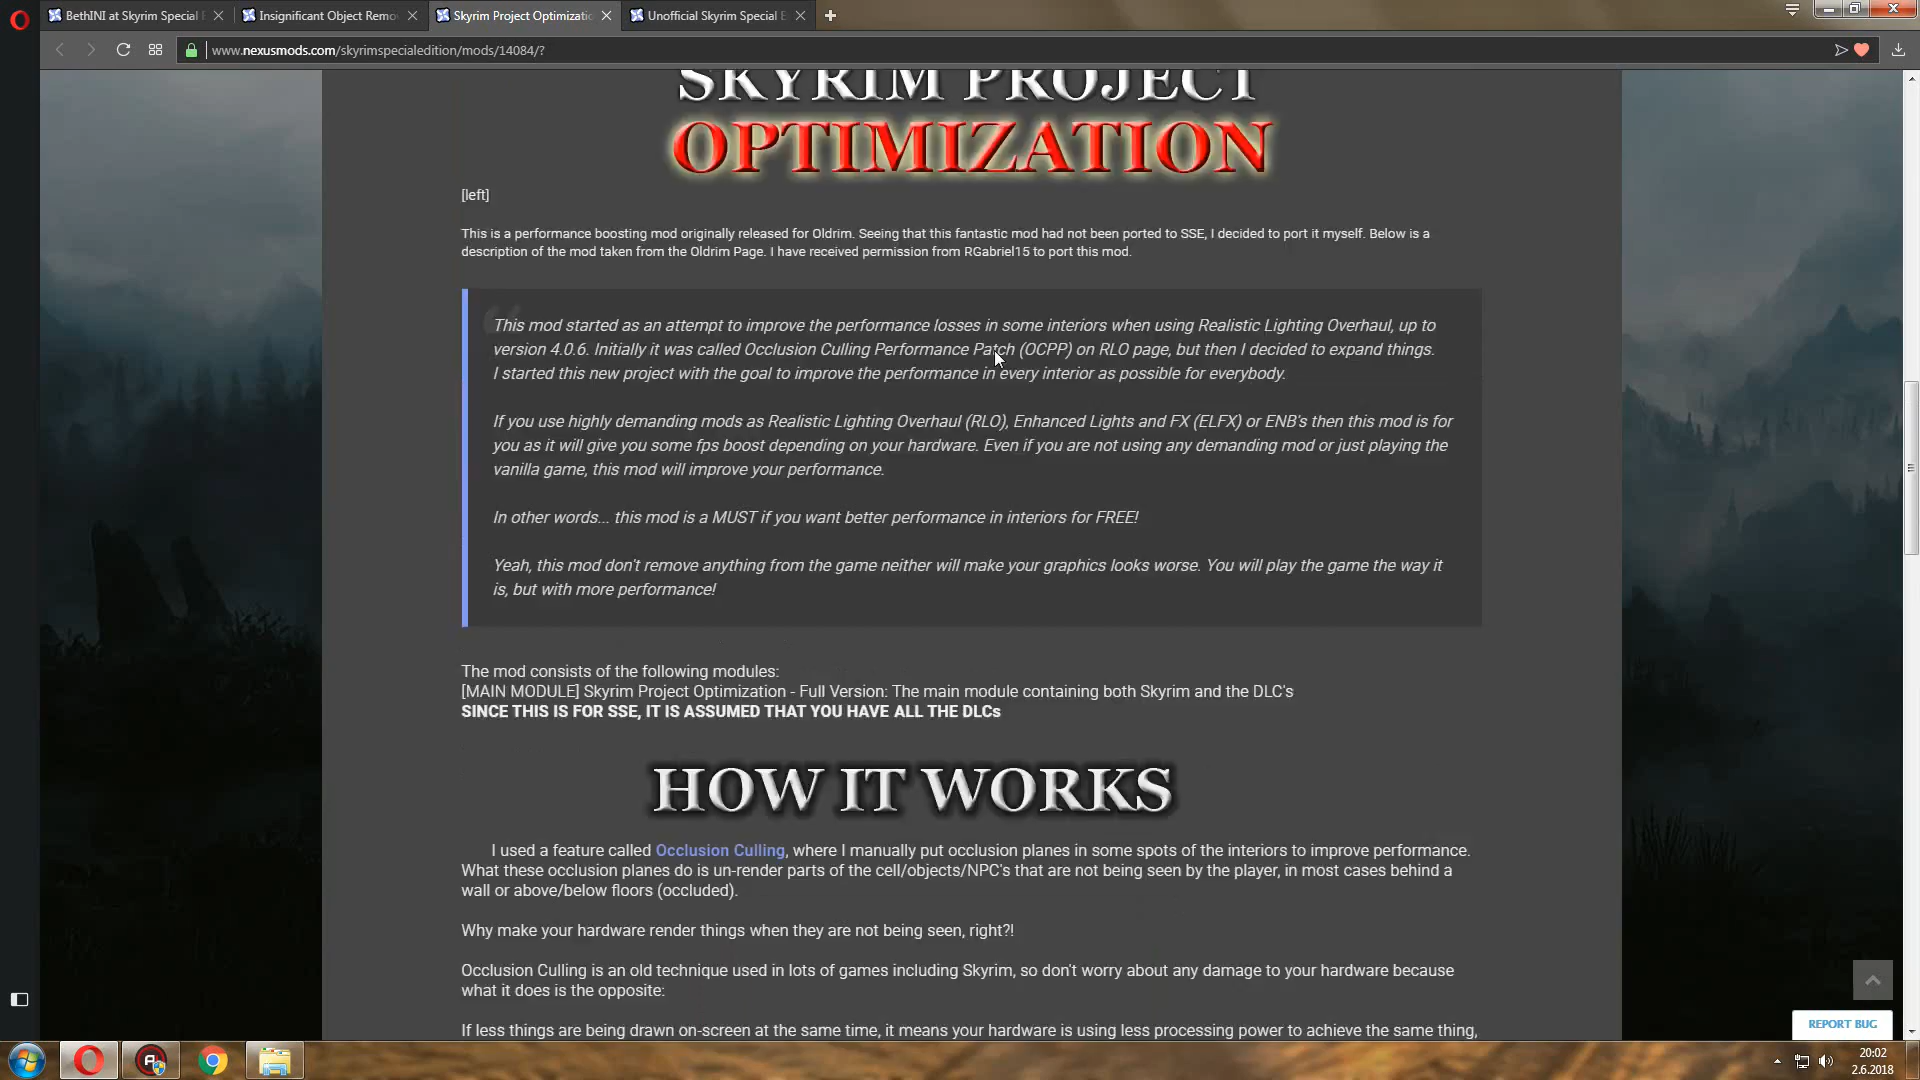 BethINI at Skyrim Special E
Insignificant Object Remo
Skyrim Project Optimizatio
Unofficial Skyrim Special E
www.nexusmods.com/skyrimspecialedition/mods/14084/?
SKYRIM PROJECT
OPTIMIZATION
[left]
This is a performance boosting mod originally released for Oldrim. Seeing that this fantastic mod had not been ported to SSE, I decided to port it myself. Below is a
description of the mod taken from the Oldrim Page. I have received permission from RGabriel15 to port this mod.
This mod started as an attempt to improve the performance losses in some interiors when using Realistic Lighting Overhaul, up to
version 4.0.6. Initially it was called Occlusion Culling Performance Patch (OCPP) on RLO page, but then I decided to expand things.
I started this new project with the goal to improve the performance in every interior as possible for everybody.
If you use highly demanding mods as Realistic Lighting Overhaul (RLO), Enhanced Lights and FX (ELFX) or ENB's then this mod is for
you as it will give you some fps boost depending on your hardware. Even if you are not using any demanding mod or just playing the
vanilla game, this mod will improve your performance.
In other words... this mod is a MUST if you want better performance in interiors for FREE!
Yeah, this mod don't remove anything from the game neither will make your graphics looks worse. You will play the game the way it
is, but with more performance!
The mod consists of the following modules:
[MAIN MODULE] Skyrim Project Optimization - Full Version: The main module containing both Skyrim and the DLC's
SINCE THIS IS FOR SSE, IT IS ASSUMED THAT YOU HAVE ALL THE DLCs
HOW IT WORKS
I used a feature called Occlusion Culling, where I manually put occlusion planes in some spots of the interiors to improve performance.
What these occlusion planes do is un-render parts of the cell/objects/NPC's that are not being seen by the player, in most cases behind a
wall or above/below floors (occluded).
Why make your hardware render things when they are not being seen, right?!
Occlusion Culling is an old technique used in lots of games including Skyrim, so don't worry about any damage to your hardware because
what it does is the opposite:
If less things are being drawn on-screen at the same time, it means your hardware is using less processing power to achieve the same thing,
REPORT BUG
20:02
2.6.2018